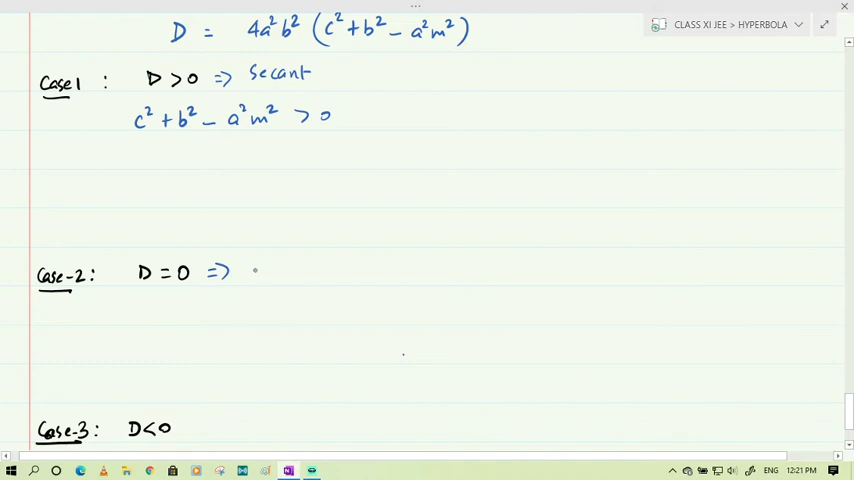 CLASS XI JEE > HYPERBOLA
D = 4a²b² (c² + b² - a²m²)
Case 1 : D > 0 => Secant
c² + b² - a²m² > 0
Case-2 : D = 0 =>
Case-3 : D < 0
ENG 12:21 PM